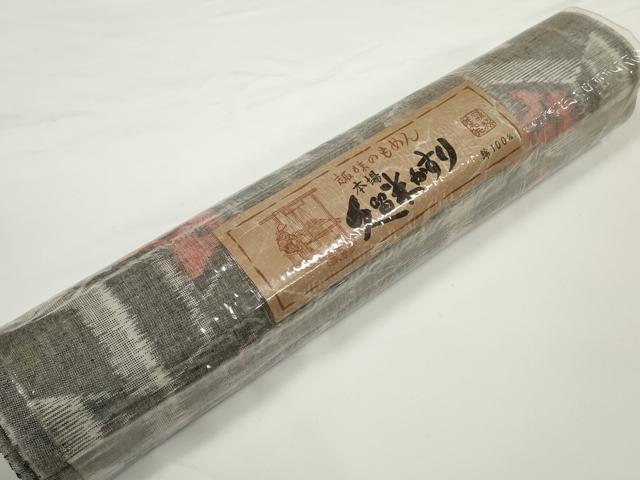 趣味のもめん
本場
久留米かすり
綿100%